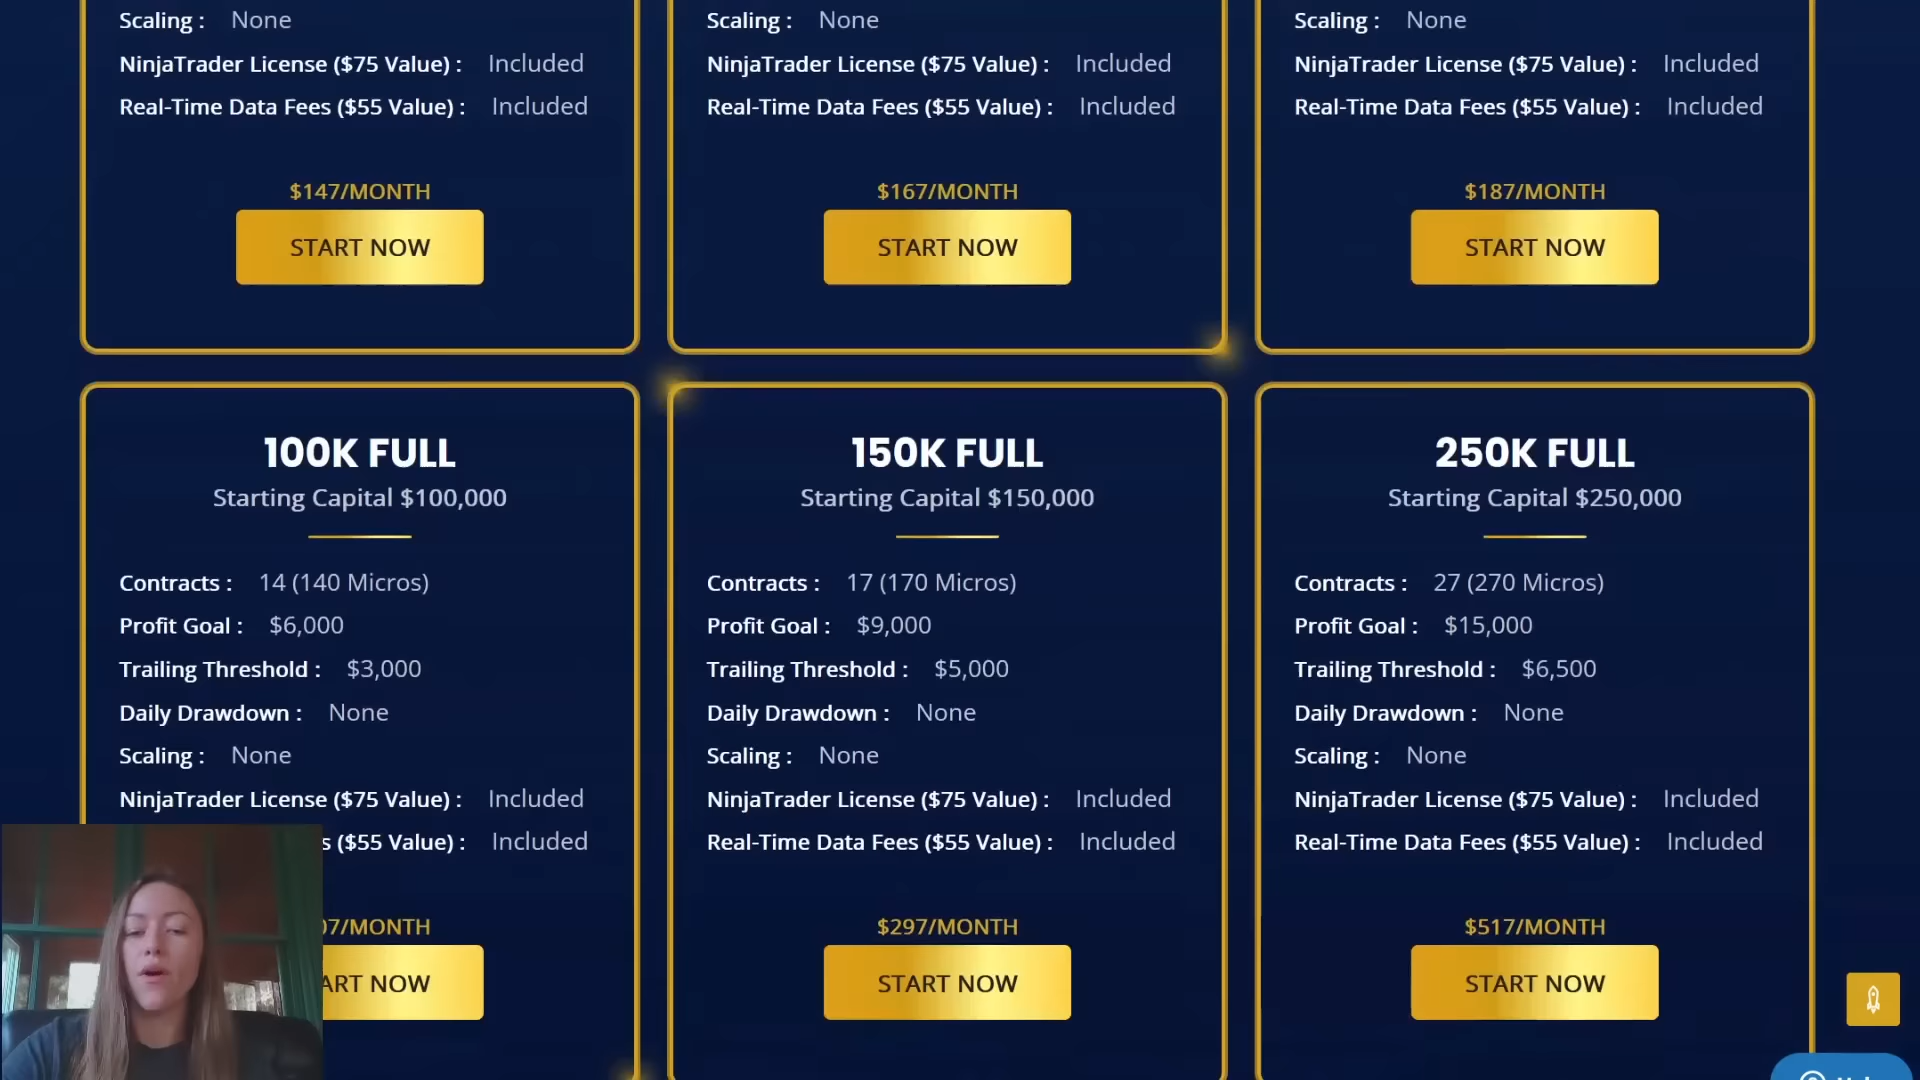 Scaling : None
NinjaTrader License ($75 Value) : Included
Real-Time Data Fees ($55 Value) : Included
$147/MONTH
START NOW
Scaling : None
NinjaTrader License ($75 Value) : Included
Real-Time Data Fees ($55 Value) : Included
$167/MONTH
START NOW
Scaling : None
NinjaTrader License ($75 Value) : Included
Real-Time Data Fees ($55 Value) : Included
$187/MONTH
START NOW
100K FULL
Starting Capital $100,000
Contracts : 14 (140 Micros)
Profit Goal : $6,000
Trailing Threshold : $3,000
Daily Drawdown : None
Scaling : None
NinjaTrader License ($75 Value) : Included
($55 Value) : Included
/MONTH
NOW
150K FULL
Starting Capital $150,000
Contracts : 17 (170 Micros)
Profit Goal : $9,000
Trailing Threshold : $5,000
Daily Drawdown : None
Scaling : None
NinjaTrader License ($75 Value) : Included
Real-Time Data Fees ($55 Value) : Included
$297/MONTH
START NOW
250K FULL
Starting Capital $250,000
Contracts : 27 (270 Micros)
Profit Goal : $15,000
Trailing Threshold : $6,500
Daily Drawdown : None
Scaling : None
NinjaTrader License ($75 Value) : Included
Real-Time Data Fees ($55 Value) : Included
$517/MONTH
START NOW